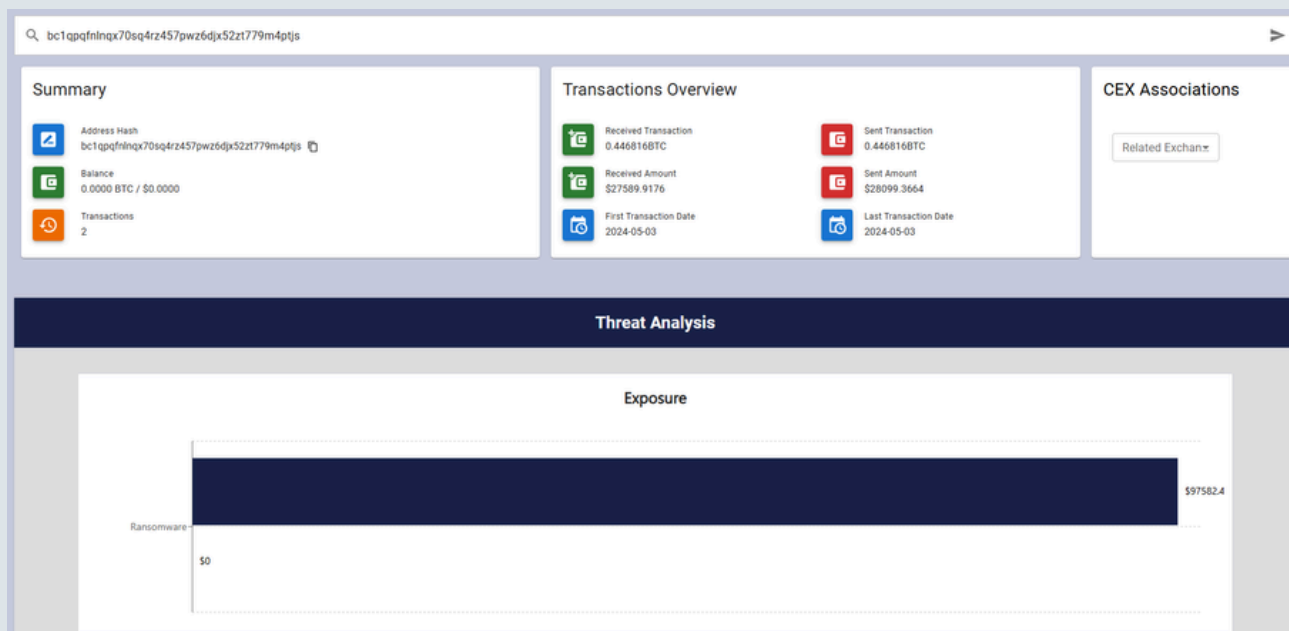 bc1qpqfnlnqx70sq4rz457pwz6djx52zt779m4ptjs
Summary
Address Hash
bc1qpqfnlnqx70sq4rz457pwz6djx52zt779m4ptjs
Balance
0.0000 BTC / $0.0000
Transactions
2
Transactions Overview
Received Transaction
0.446816BTC
Received Amount
$27589.9176
First Transaction Date
2024-05-03
Sent Transaction
0.446816BTC
Sent Amount
$28099.3664
Last Transaction Date
2024-05-03
CEX Associations
Related Exchan
Threat Analysis
Exposure
Ransomware
$97582.4
$0